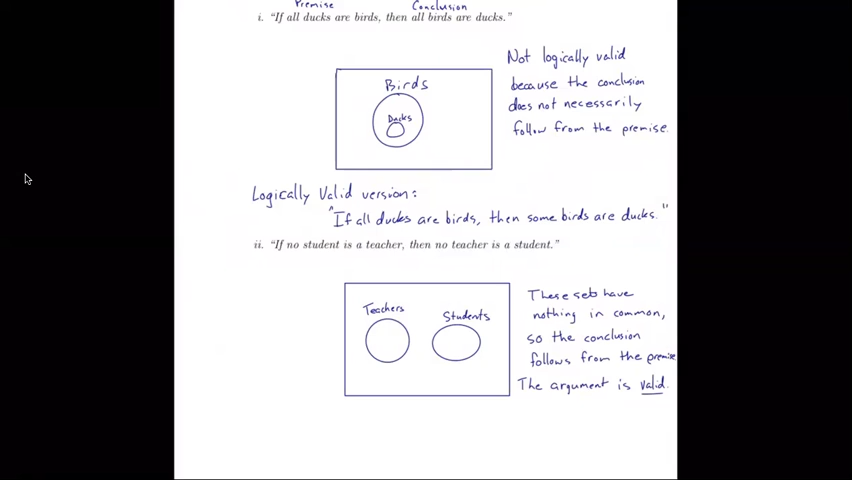 Premise Conclusion
i. "If all ducks are birds, then all birds are ducks."
Birds
Ducks
Not logically valid
because the conclusion
does not necessarily
follow from the premise.
Logically Valid version:
"If all ducks are birds, then some birds are ducks."
ii. "If no student is a teacher, then no teacher is a student."
Teachers
Students
These sets have
nothing in common,
so the conclusion
follows from the premise
The argument is valid.